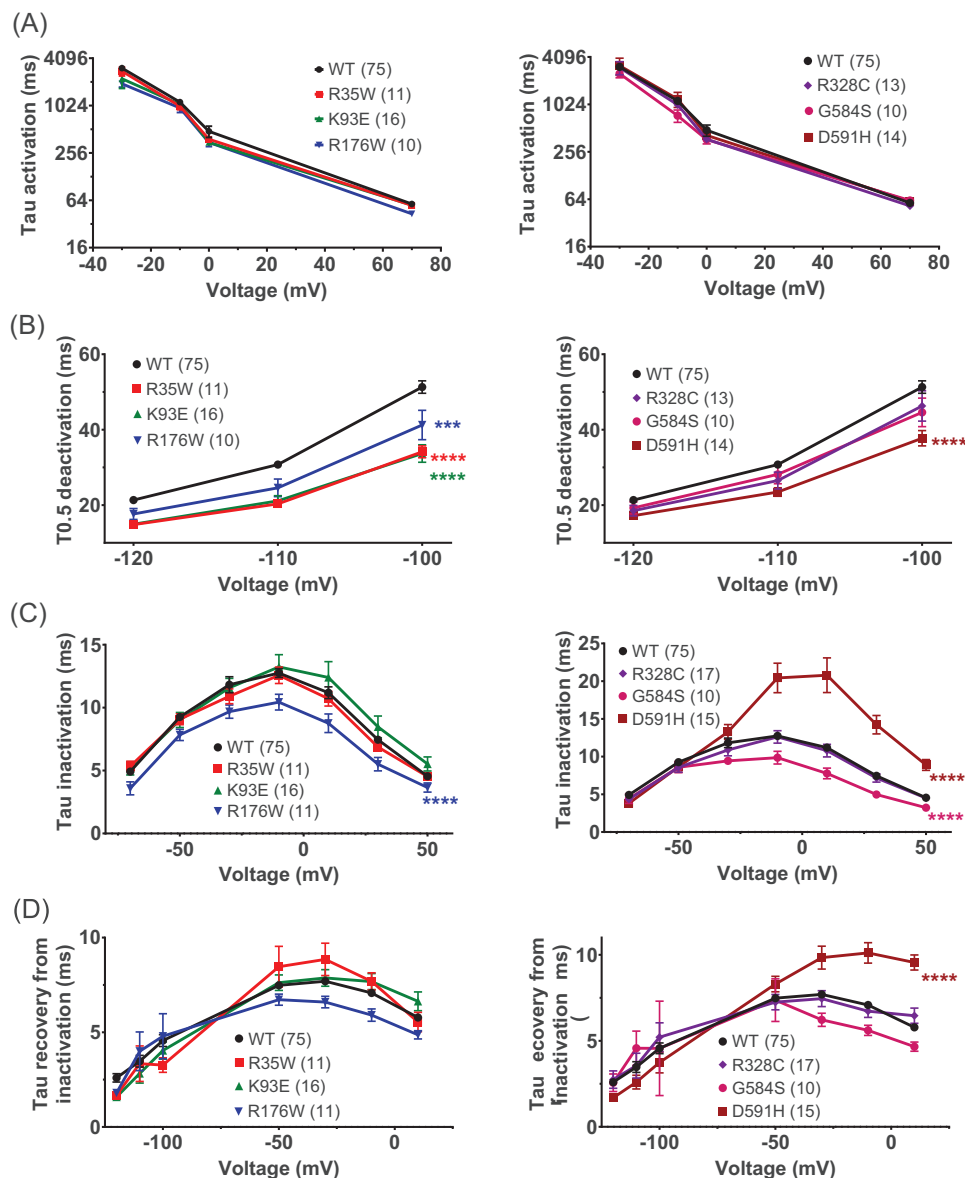 (A)
Tau activation (ms)
4096
1024
256
64
16
-40 -20 0 20 40 60 80
Voltage (mV)
WT (75)
R35W (11)
K93E (16)
R176W (10)
Tau activation (ms)
4096
1024
256
64
16
-40 -20 0 20 40 60 80
Voltage (mV)
WT (75)
R328C (13)
G584S (10)
D591H (14)
(B)
T0.5 deactivation (ms)
60
40
20
-120 -110 -100
Voltage (mV)
WT (75)
R35W (11)
K93E (16)
R176W (10)
***
****
****
T0.5 deactivation (ms)
60
40
20
-120 -110 -100
Voltage (mV)
WT (75)
R328C (13)
G584S (10)
D591H (14)
****
(C)
Tau inactivation (ms)
15
10
5
0
-50 0 50
Voltage (mV)
WT (75)
R35W (11)
K93E (16)
R176W (11)
****
Tau inactivation (ms)
25
20
15
10
5
0
-50 0 50
Voltage (mV)
WT (75)
R328C (17)
G584S (10)
D591H (15)
****
****
(D)
Tau recovery from
inactivation (ms)
10
5
0
-100 -50 0
Voltage (mV)
WT (75)
R35W (11)
K93E (16)
R176W (11)
Tau ecovery from
rinactivation ( ms)
10
5
0
-100 -50 0
Voltage (mV)
WT (75)
R328C (17)
G584S (10)
D591H (15)
****